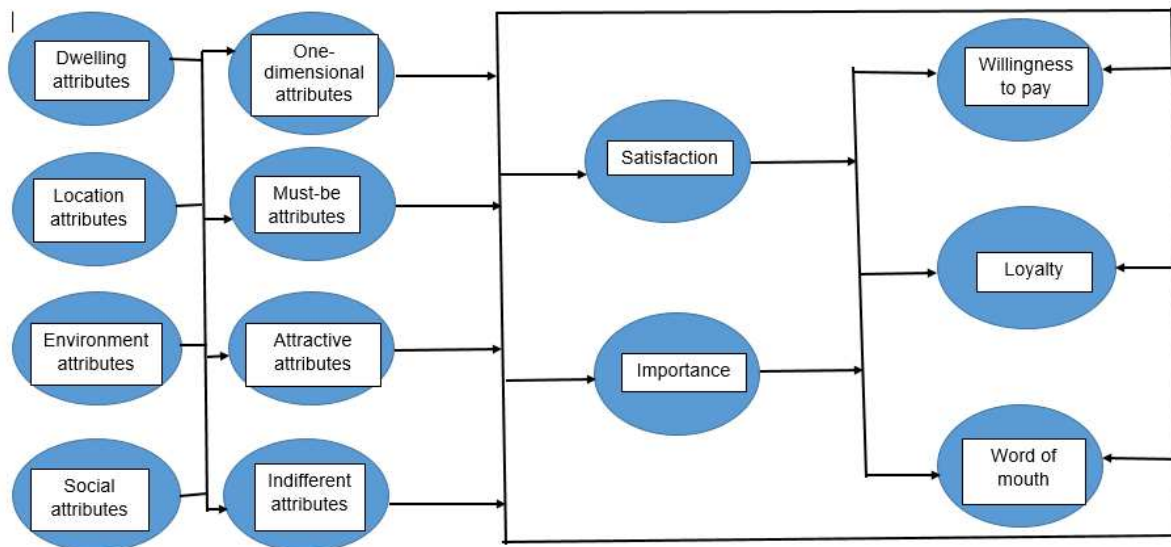 Dwelling
attributes
One-
dimensional
attributes
Willingness
to pay
Satisfaction
Location
attributes
Must-be
attributes
Loyalty
Environment
attributes
Attractive
attributes
Importance
Social
attributes
Indifferent
attributes
Word of
mouth